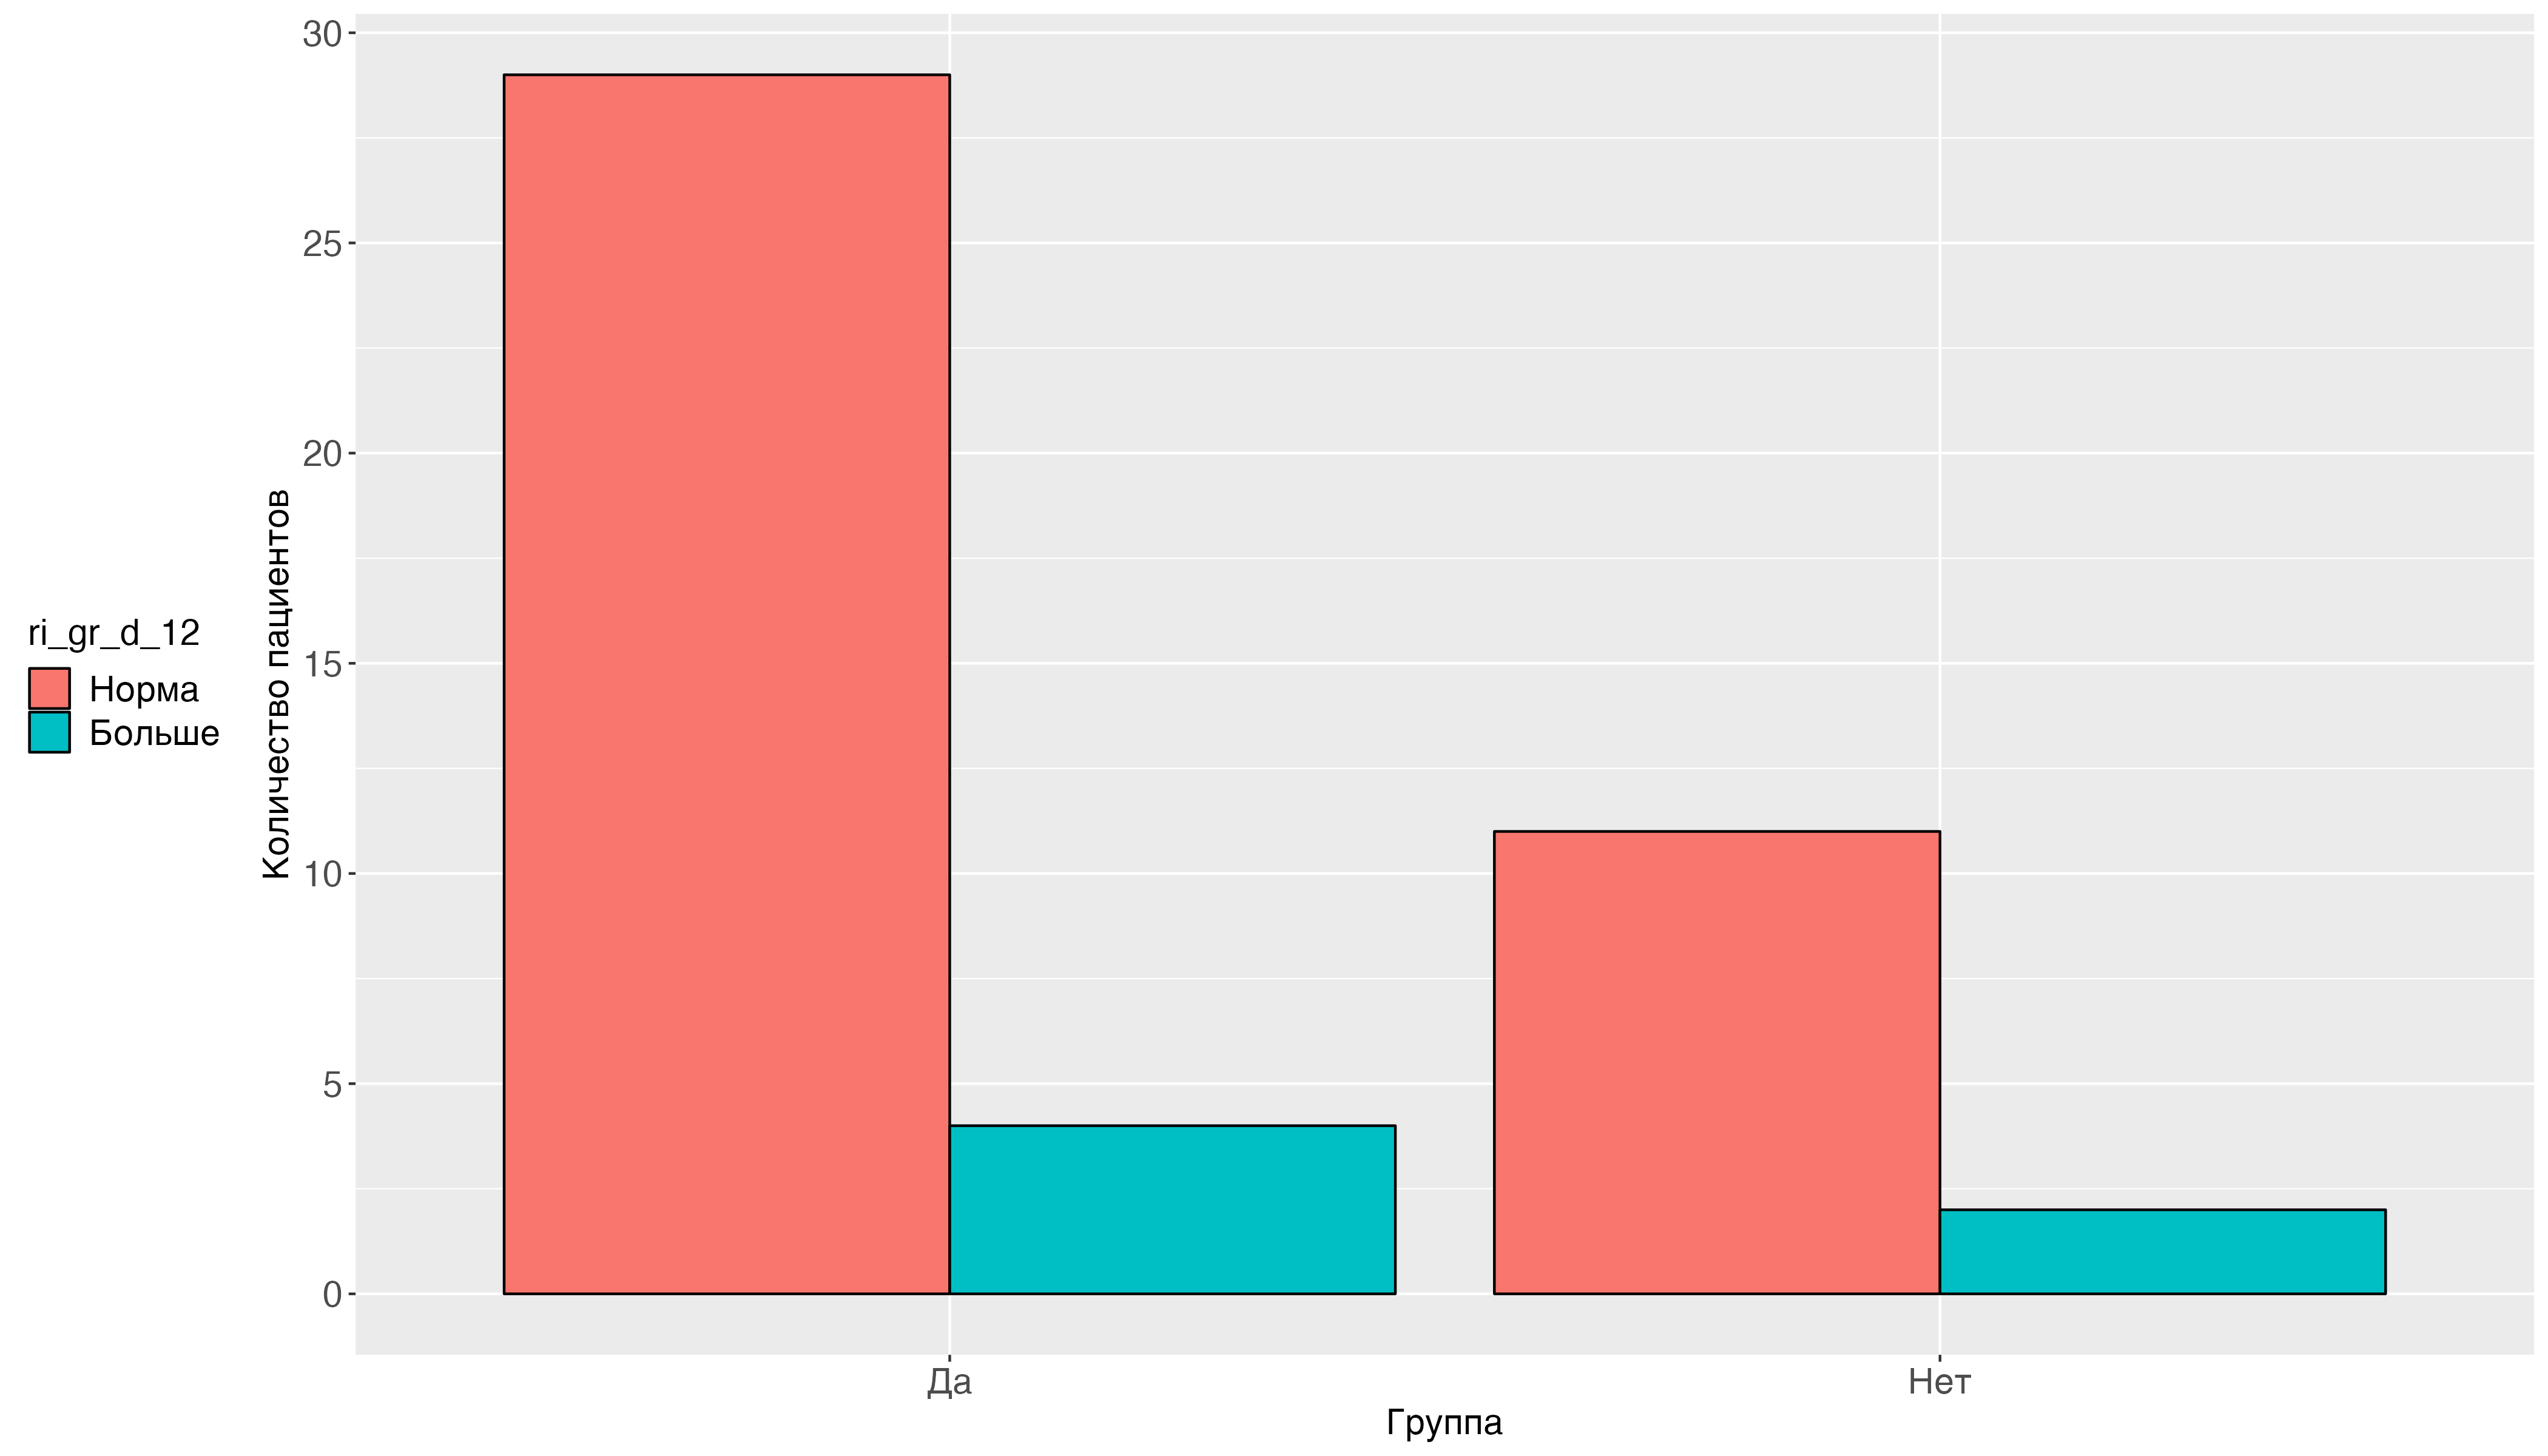 ri_gr_d_12
Норма
Больше
Количество пациентов
30
25
20
15
10
5
0
Да
Нет
Группа